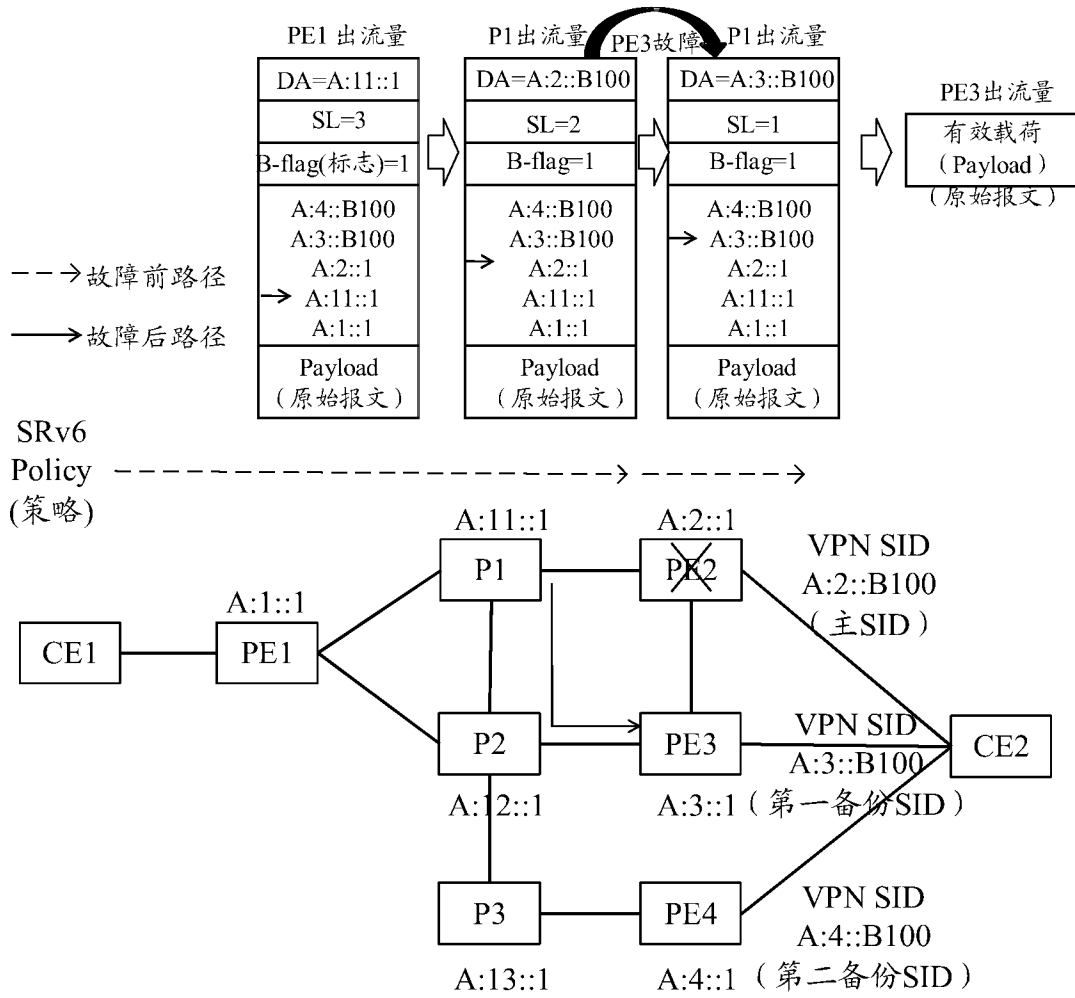 PE1出流量
DA=A:11::1
SL=3
B-flag(标志)=1
A:4::B100
A:3::B100
A:2::1
A:11::1
A:1::1
Payload
(原始报文)
P1出流量
DA=A:2::B100
SL=2
B-flag=1
A:4::B100
A:3::B100
A:2::1
A:11::1
A:1::1
Payload
(原始报文)
PE3故障
P1出流量
DA=A:3::B100
SL=1
B-flag=1
A:4::B100
A:3::B100
A:2::1
A:11::1
A:1::1
Payload
(原始报文)
PE3出流量
有效载荷
(Payload)
(原始报文)
故障前路径
故障后路径
SRv6
Policy
(策略)
A:11::1
P1
A:2::1
PE2
VPN SID
A:2::B100
(主SID)
A:1::1
CE1
PE1
P2
A:12::1
PE3
A:3::1
VPN SID
A:3::B100
(第一备份SID)
CE2
P3
A:13::1
PE4
A:4::1
VPN SID
A:4::B100
(第二备份SID)